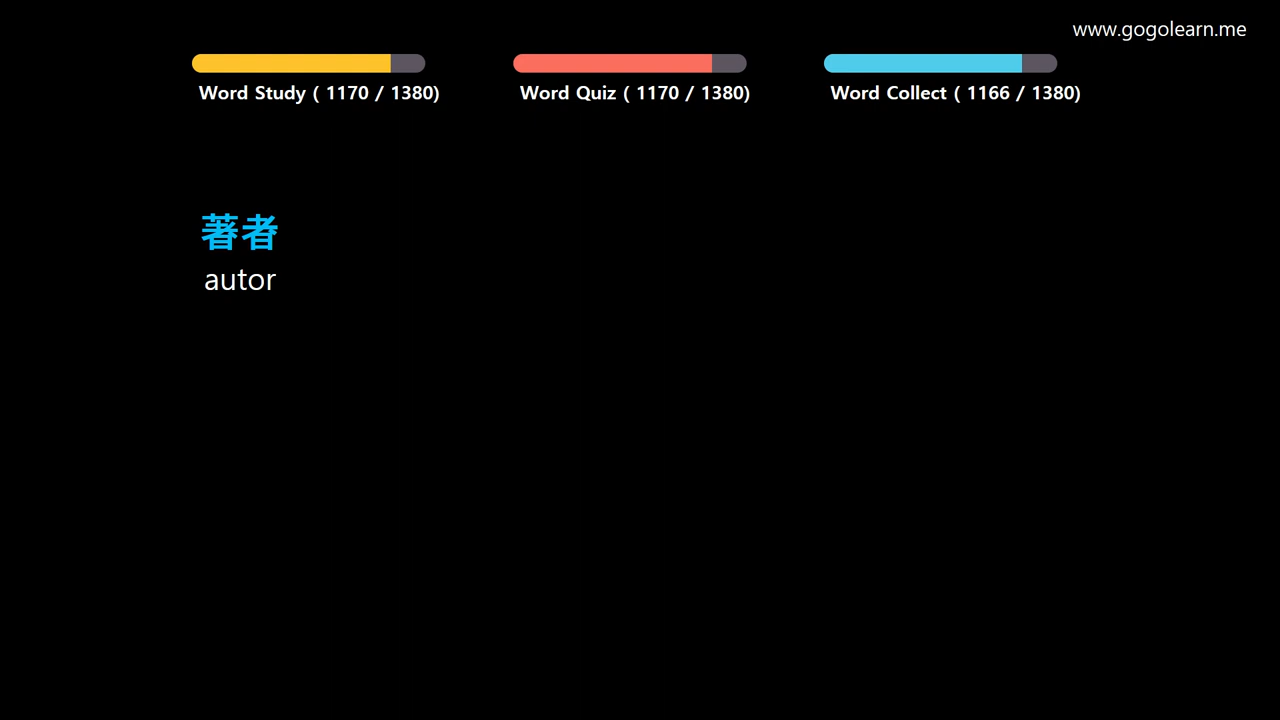 www.gogolearn.me
Word Study ( 1170 / 1380)
Word Quiz ( 1170 / 1380)
Word Collect ( 1166 / 1380)
著者
autor